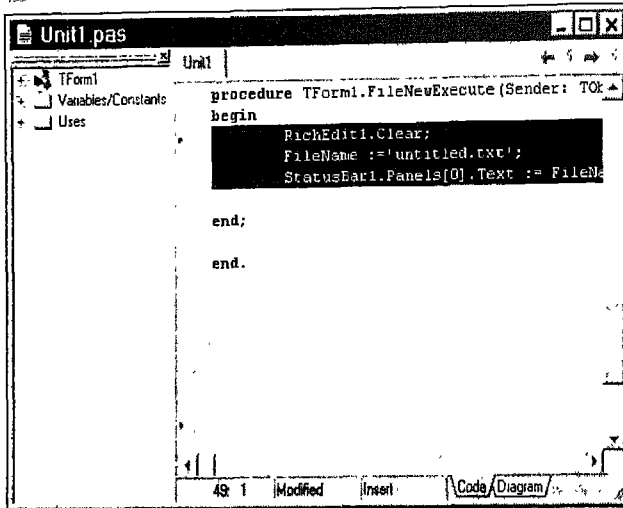 Unit1.pas
Unit1
TForm1
Variables/Constants
Uses
procedure TForm1.FileNewExecute(Sender: TOb
begin
RichEdit1.Clear;
FileName :='untitled.txt';
StatusBar1.Panels[0].Text := FileNa
end;
end.
49: 1 Modified Insert Code Diagram